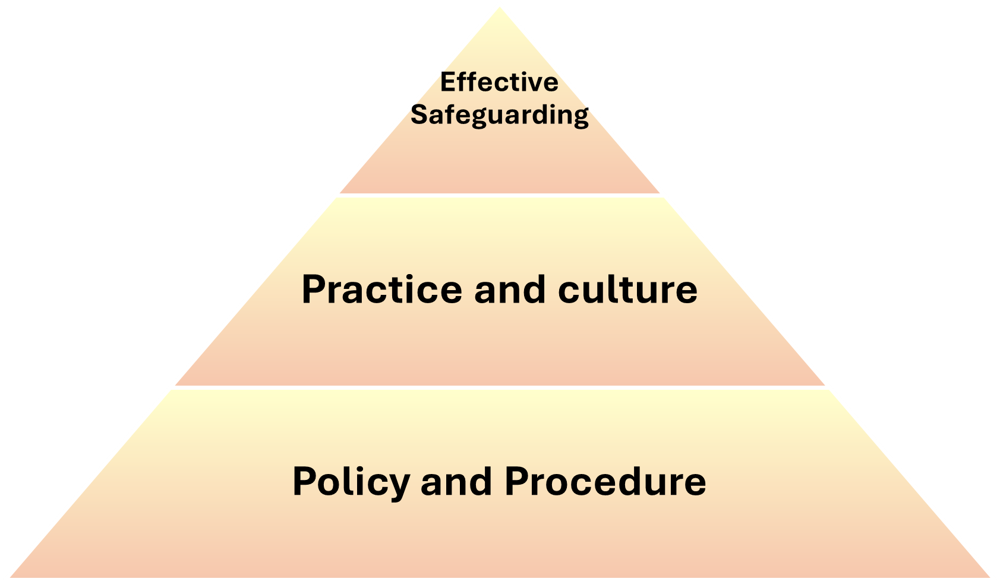 Effective
Safeguarding
Practice and culture
Policy and Procedure